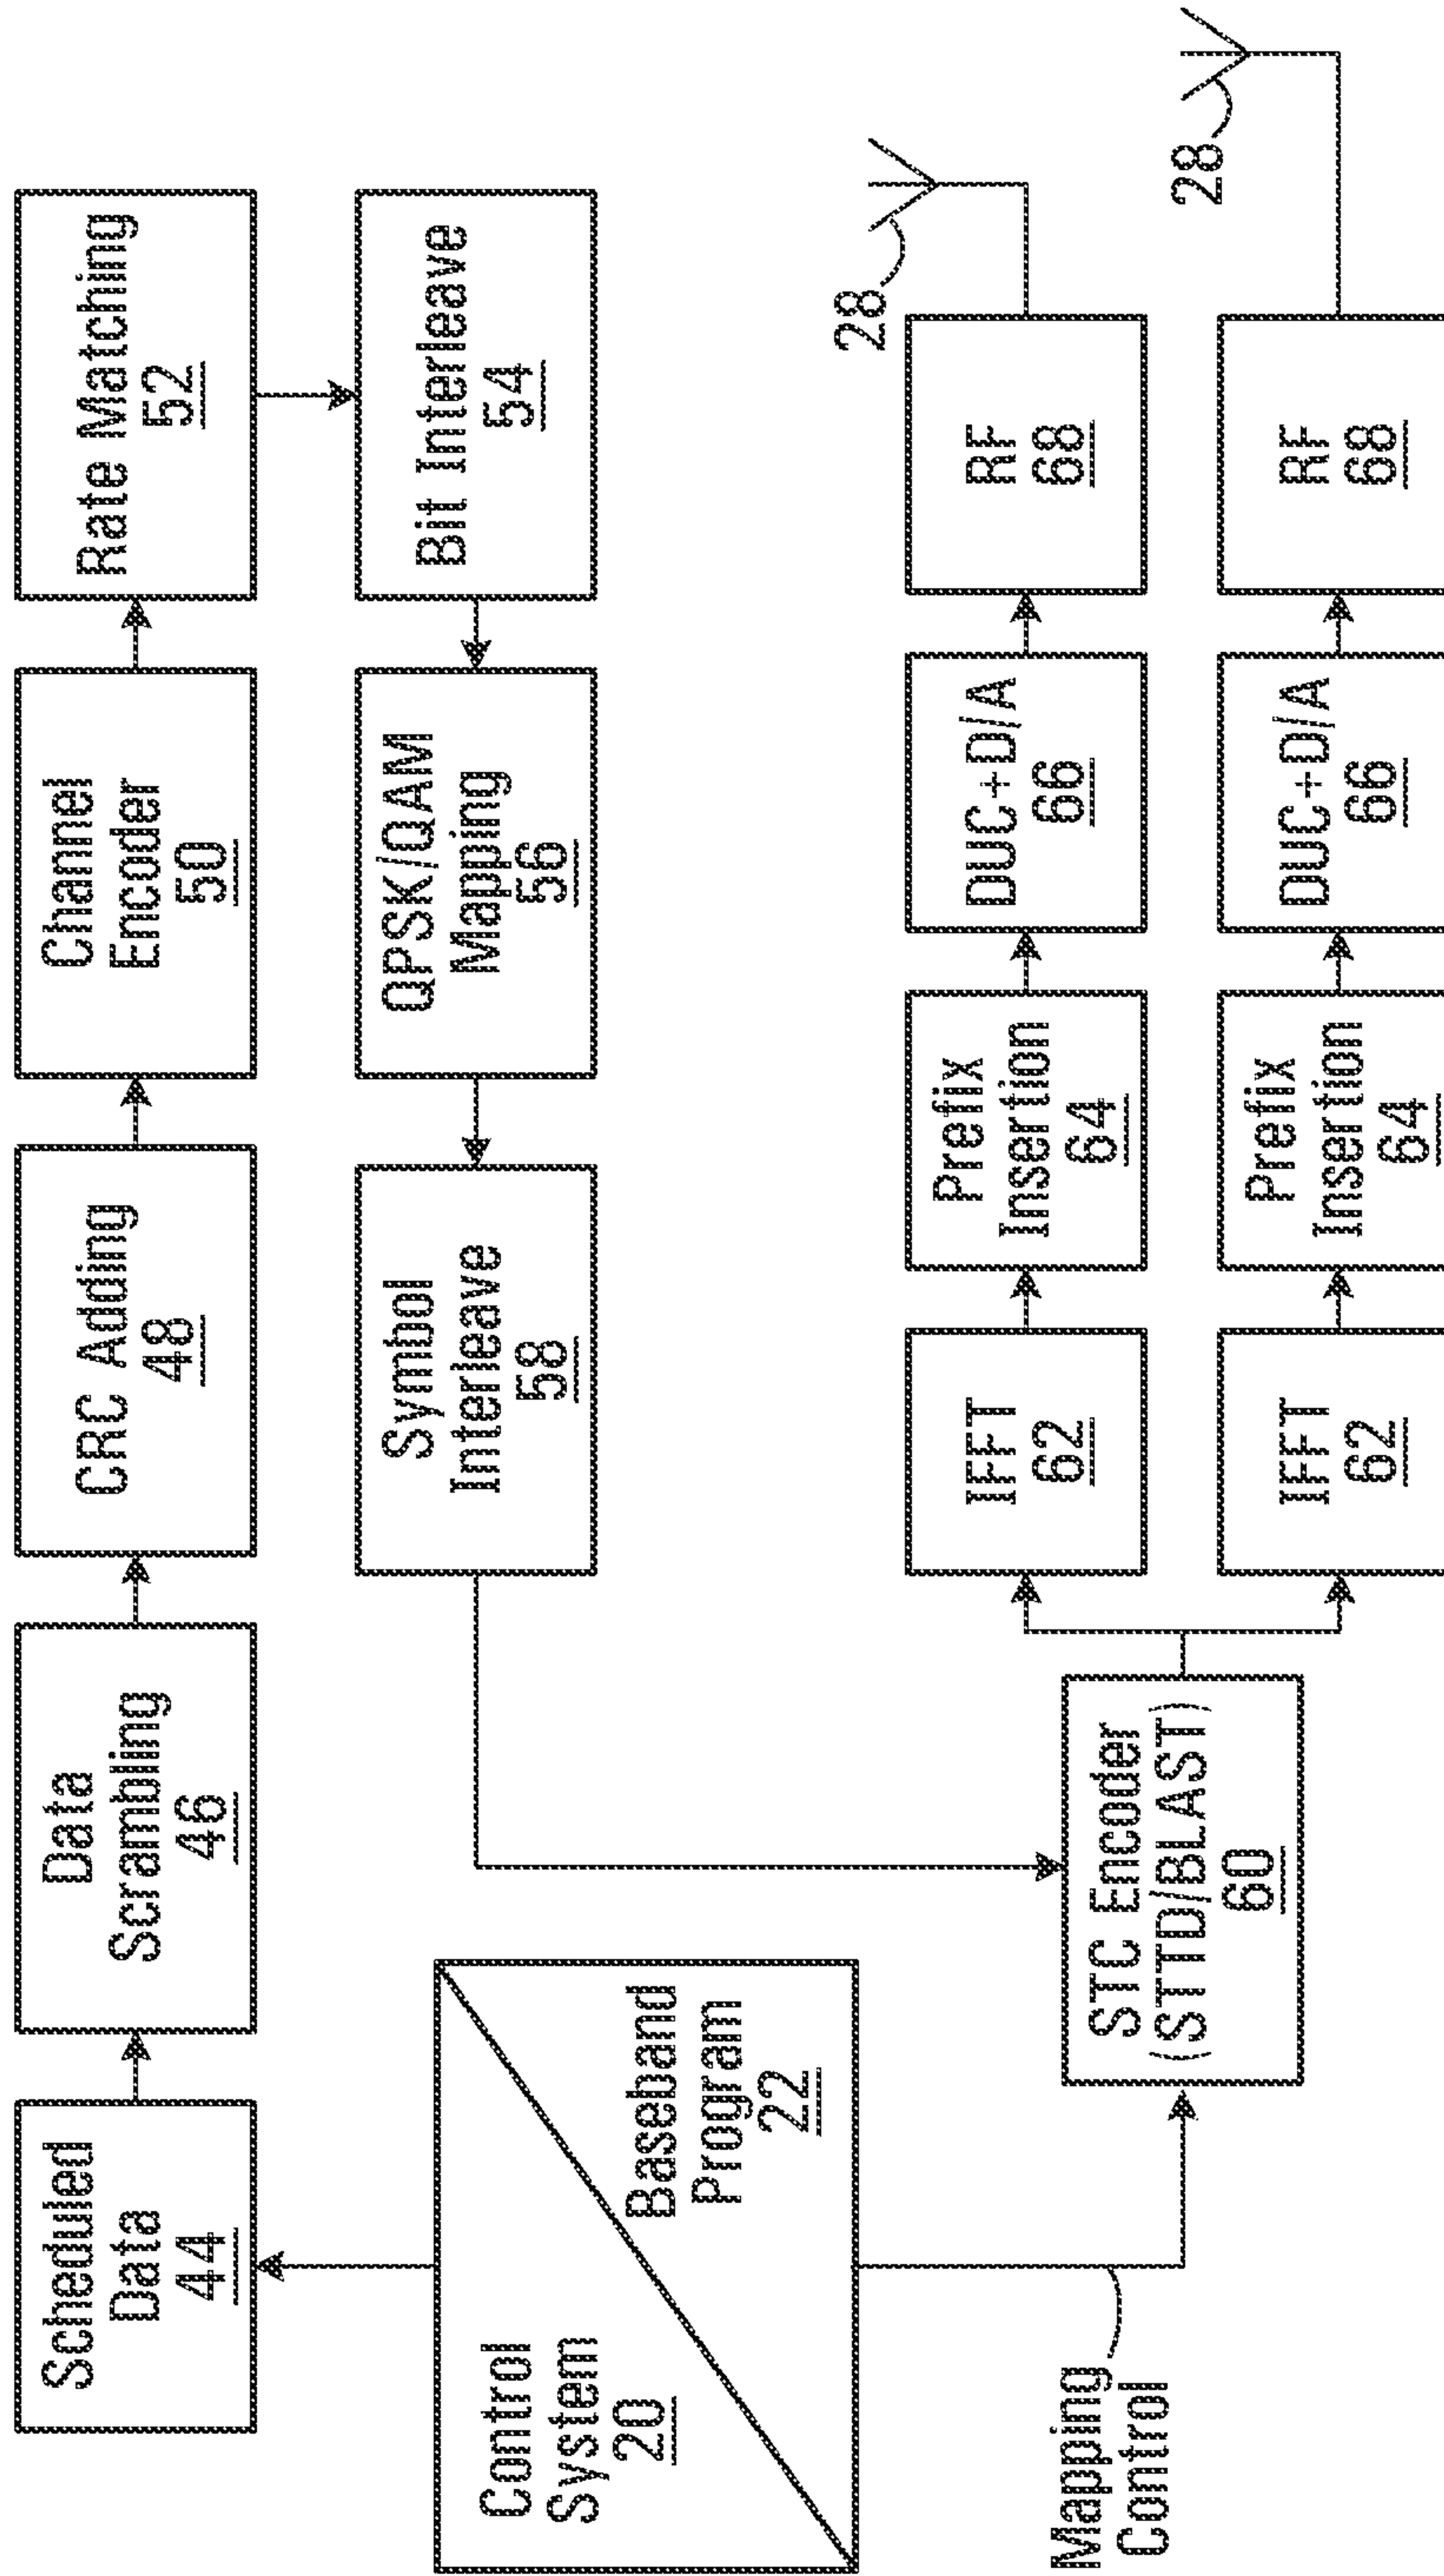 Scheduled
Data
44
Data
Scrambling
46
CRC Adding
48
Channel
Encoder
50
Rate Matching
52
Control
System
20
Baseband
Program
22
Symbol
Interleave
58
QPSK/QAM
Mapping
56
Bit Interleave
54
Mapping
Control
STC Encoder
(STTD/BLAST)
60
IFFT
62
Prefix
Insertion
64
DUC+D/A
66
RF
68
28
IFFT
62
Prefix
Insertion
64
DUC+D/A
66
RF
68
28